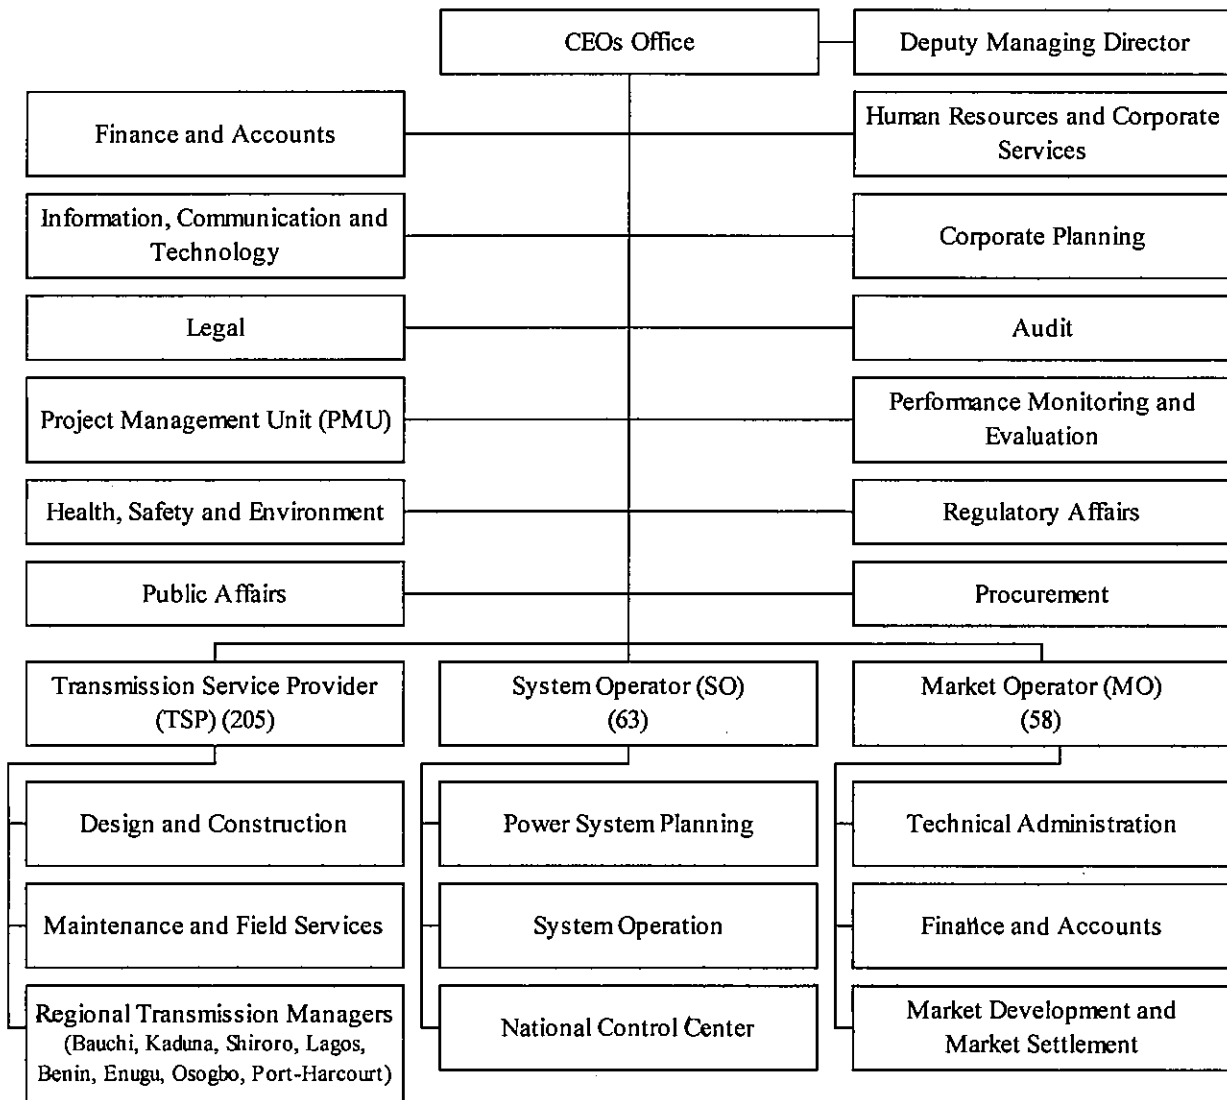 CEOs Office
Deputy Managing Director
Finance and Accounts
Human Resources and Corporate
Services
Information, Communication and
Technology
Corporate Planning
Legal
Audit
Project Management Unit (PMU)
Performance Monitoring and
Evaluation
Health, Safety and Environment
Regulatory Affairs
Public Affairs
Procurement
Transmission Service Provider
(TSP) (205)
System Operator (SO)
(63)
Market Operator (MO)
(58)
Design and Construction
Power System Planning
Technical Administration
Maintenance and Field Services
System Operation
Finance and Accounts
Regional Transmission Managers
(Bauchi, Kaduna, Shiroro, Lagos,
Benin, Enugu, Osogbo, Port-Harcourt)
National Control Center
Market Development and
Market Settlement